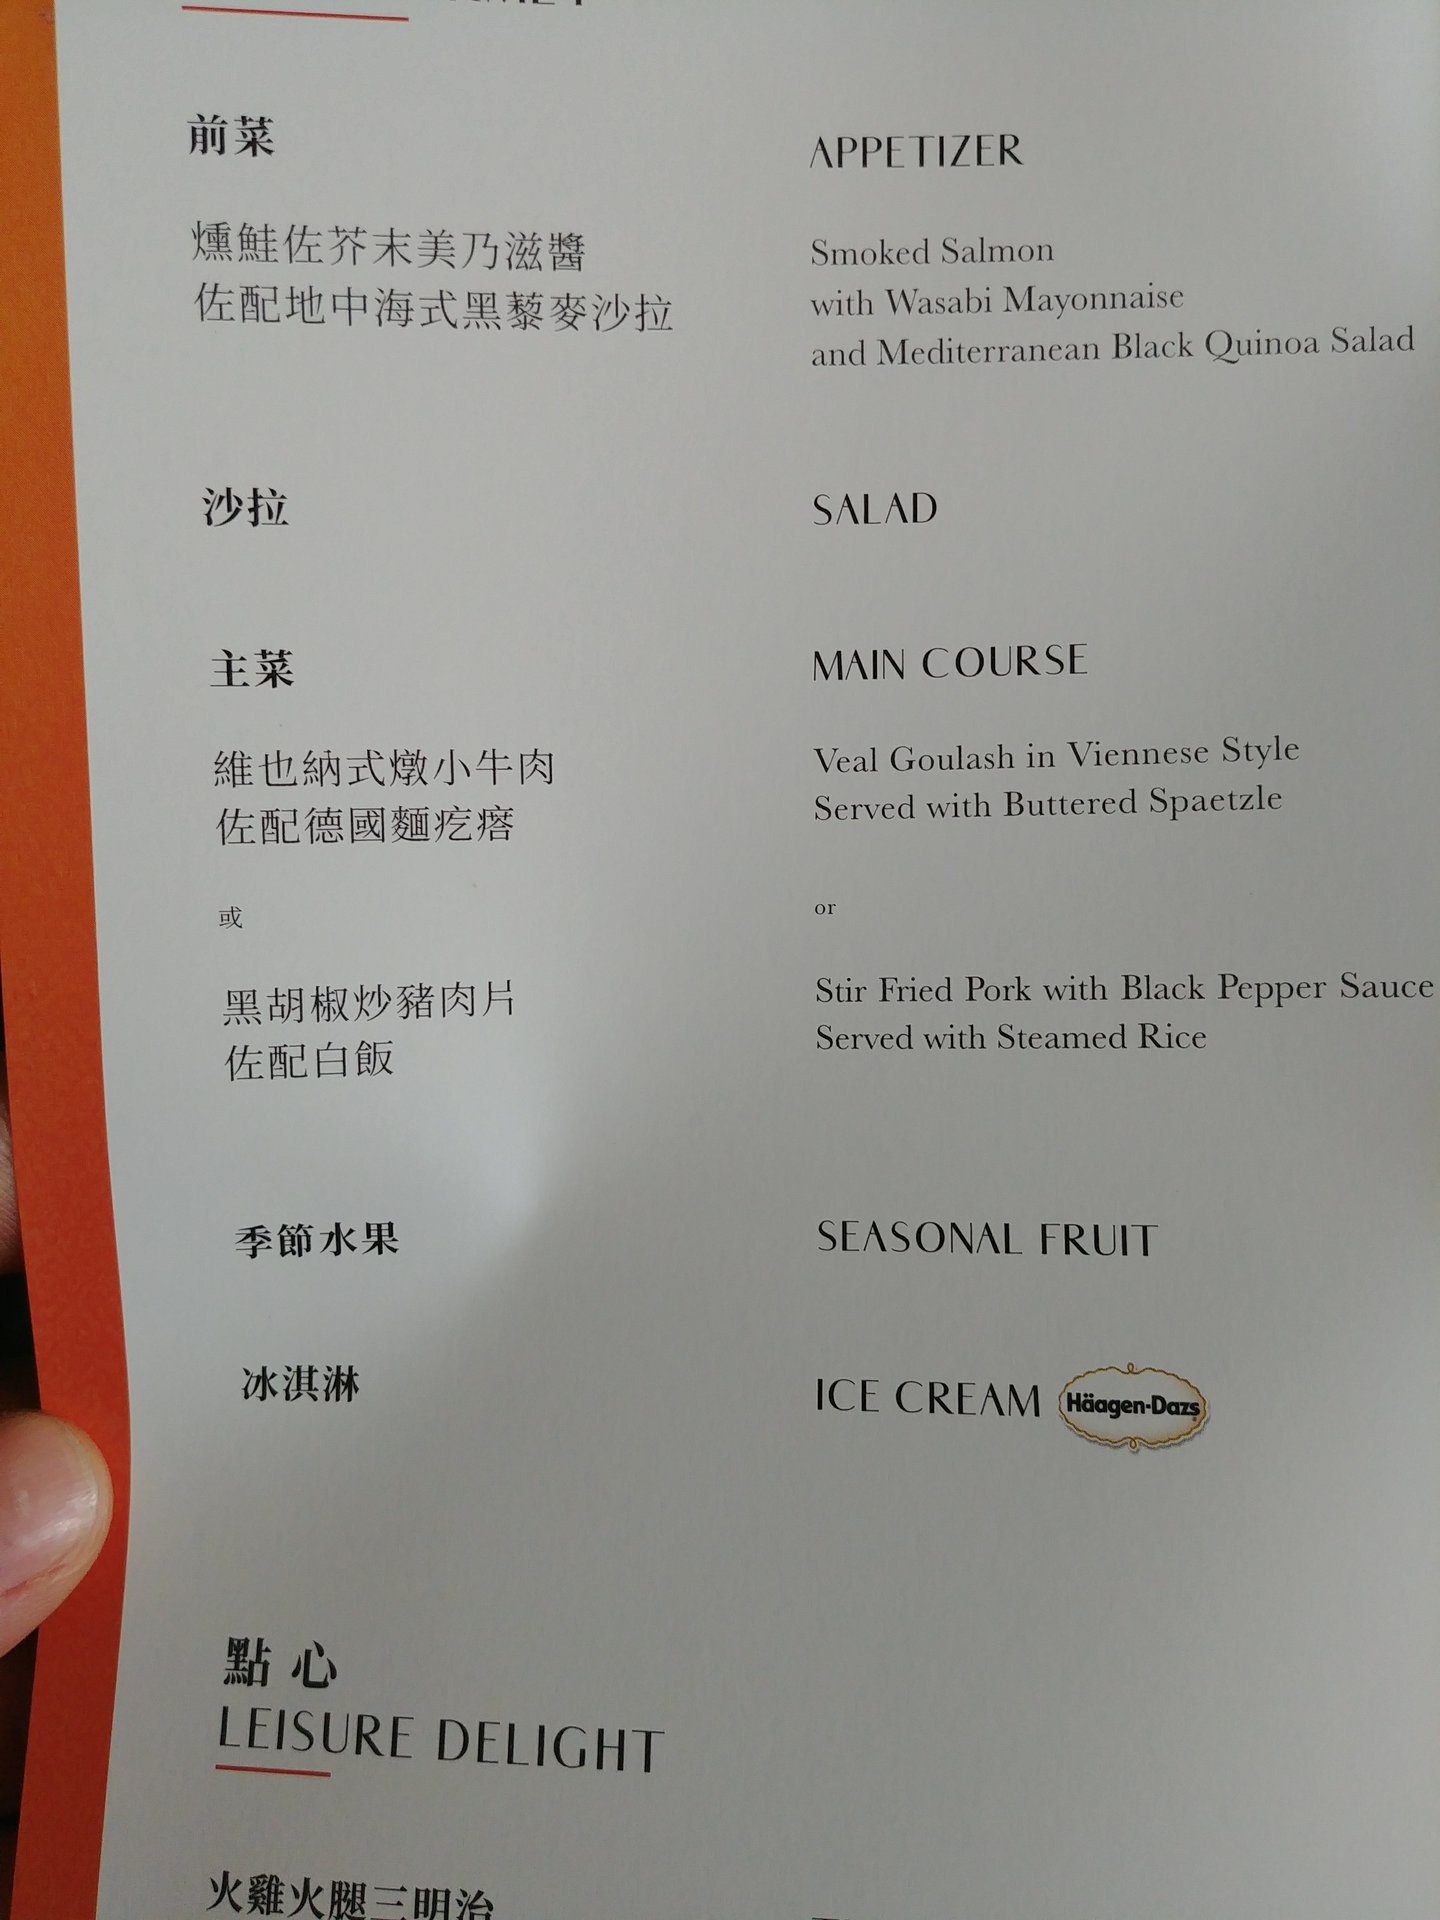 前菜
APPETIZER
燻鮭佐芥末美乃滋醬
佐配地中海式黑藜麥沙拉
Smoked Salmon
with Wasabi Mayonnaise
and Mediterranean Black Quinoa Salad
沙拉
SALAD
主菜
MAIN COURSE
維也納式燉小牛肉
佐配德國麵疙瘩
Veal Goulash in Viennese Style
Served with Buttered Spaetzle
或
or
黑胡椒炒豬肉片
佐配白飯
Stir Fried Pork with Black Pepper Sauce
Served with Steamed Rice
季節水果
SEASONAL FRUIT
冰淇淋
ICE CREAM Häagen-Dazs
點心
LEISURE DELIGHT
火雞火腿三明治